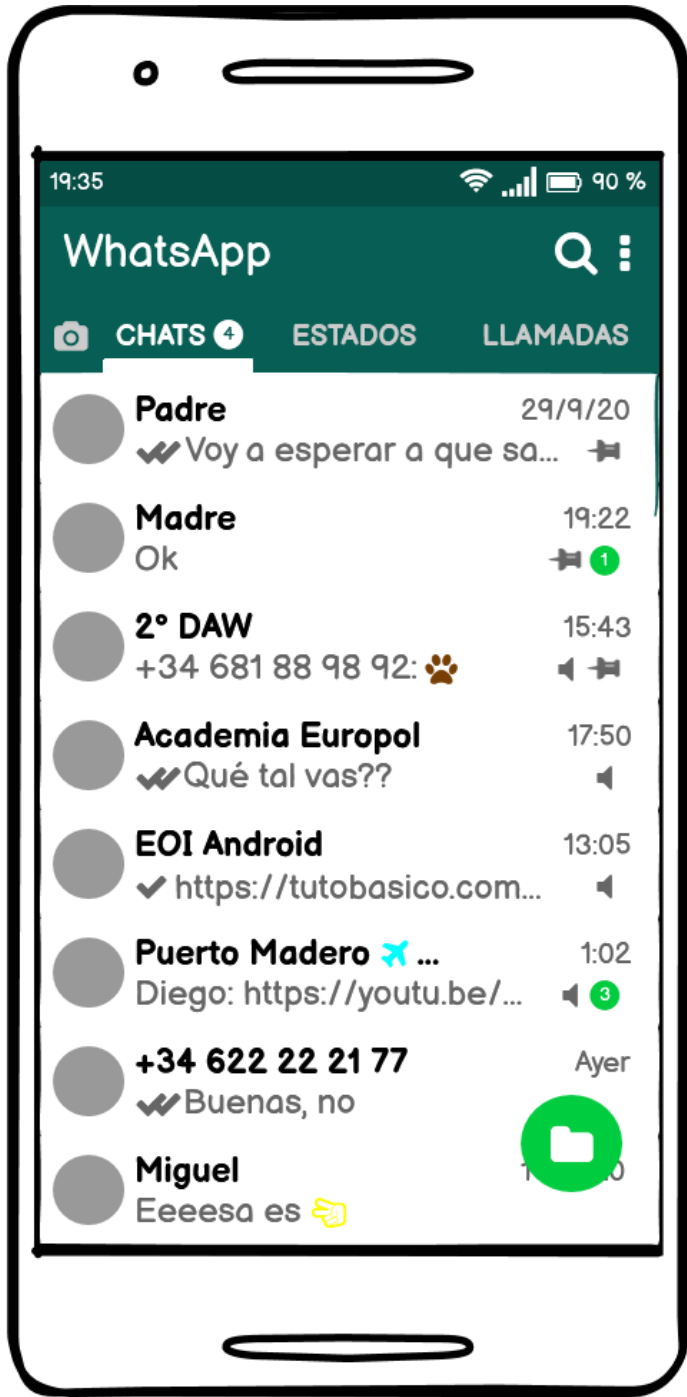 19:35 90 %
WhatsApp
CHATS 4 ESTADOS LLAMADAS
Padre 29/9/20
Voy a esperar a que sa...
Madre 19:22
Ok 1
2º DAW 15:43
+34 681 88 98 92:
Academia Europol 17:50
Qué tal vas??
EOI Android 13:05
https://tutobasico.com...
Puerto Madero ... 1:02
Diego: https://youtu.be/... 3
+34 622 22 21 77 Ayer
Buenas, no
Miguel
Eeeesa es